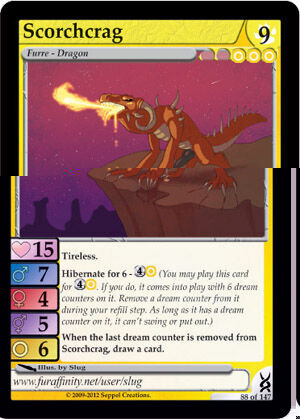 Scorchcrag 9
Furre - Dragon
15 Tireless.
7 Hibernate for 6 - 4 (You may play this card
for 4 . If you do, it comes into play with 6 dream
4 counters on it. Remove a dream counter from it
during your refill step. As long as it has a dream
5 counter on it, it can't swing or put out.)
6 When the last dream counter is removed from
Scorchcrag, draw a card.
Illust. by Slug
www.furaffinity.net/user/slug
88 of 147
© 2009-2012 Seppel Creations.